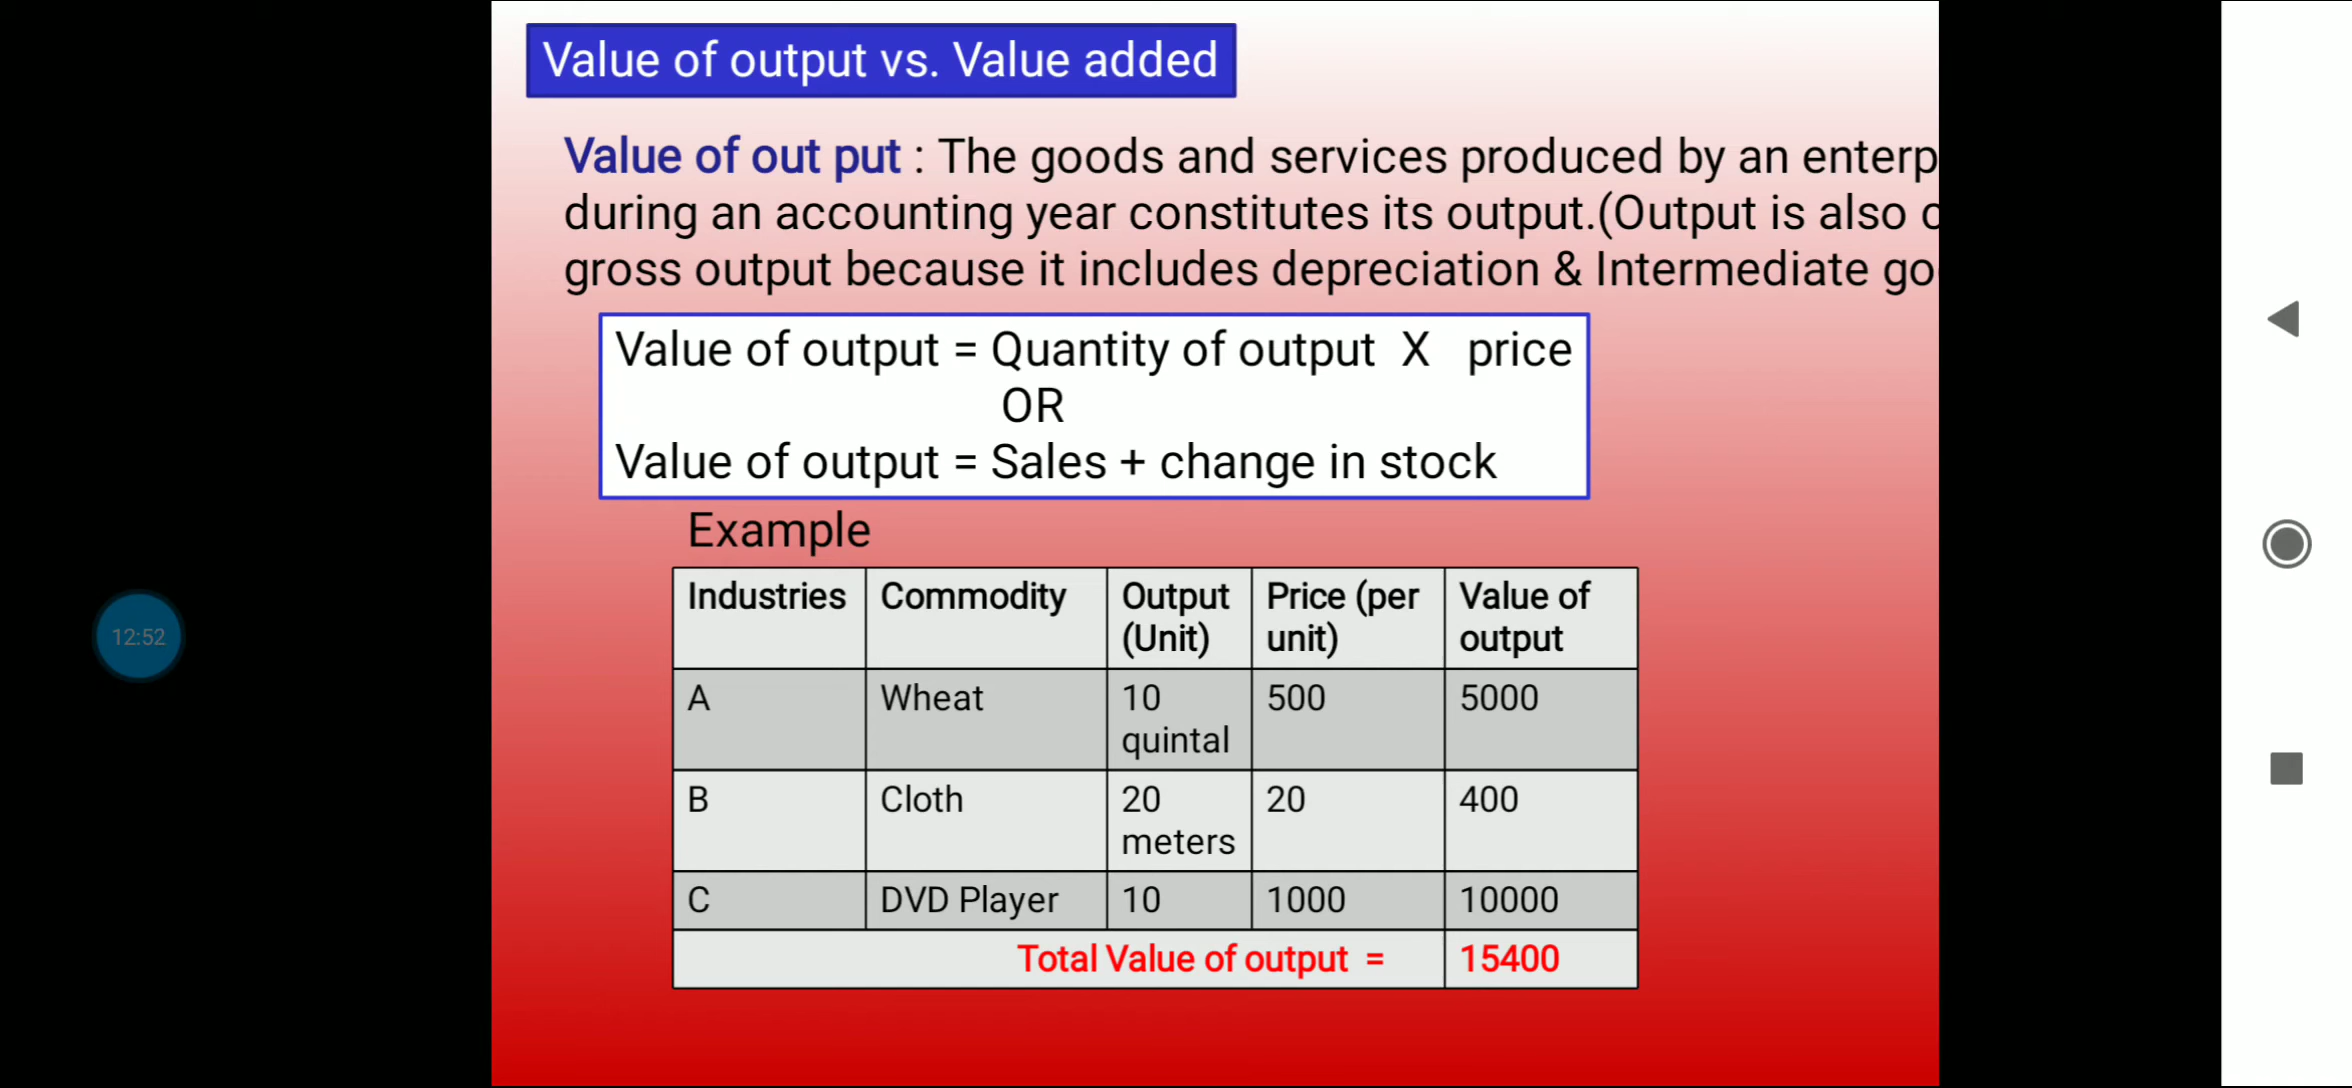 Value of output vs. Value added
Value of out put : The goods and services produced by an enterp
during an accounting year constitutes its output.(Output is also
gross output because it includes depreciation & Intermediate go
Value of output = Quantity of output X price
OR
Value of output = Sales + change in stock
Example
Industries Commodity Output (Unit) Price (per unit) Value of output
A Wheat 10 quintal 500 5000
B Cloth 20 meters 20 400
C DVD Player 10 1000 10000
Total Value of output = 15400
12:52